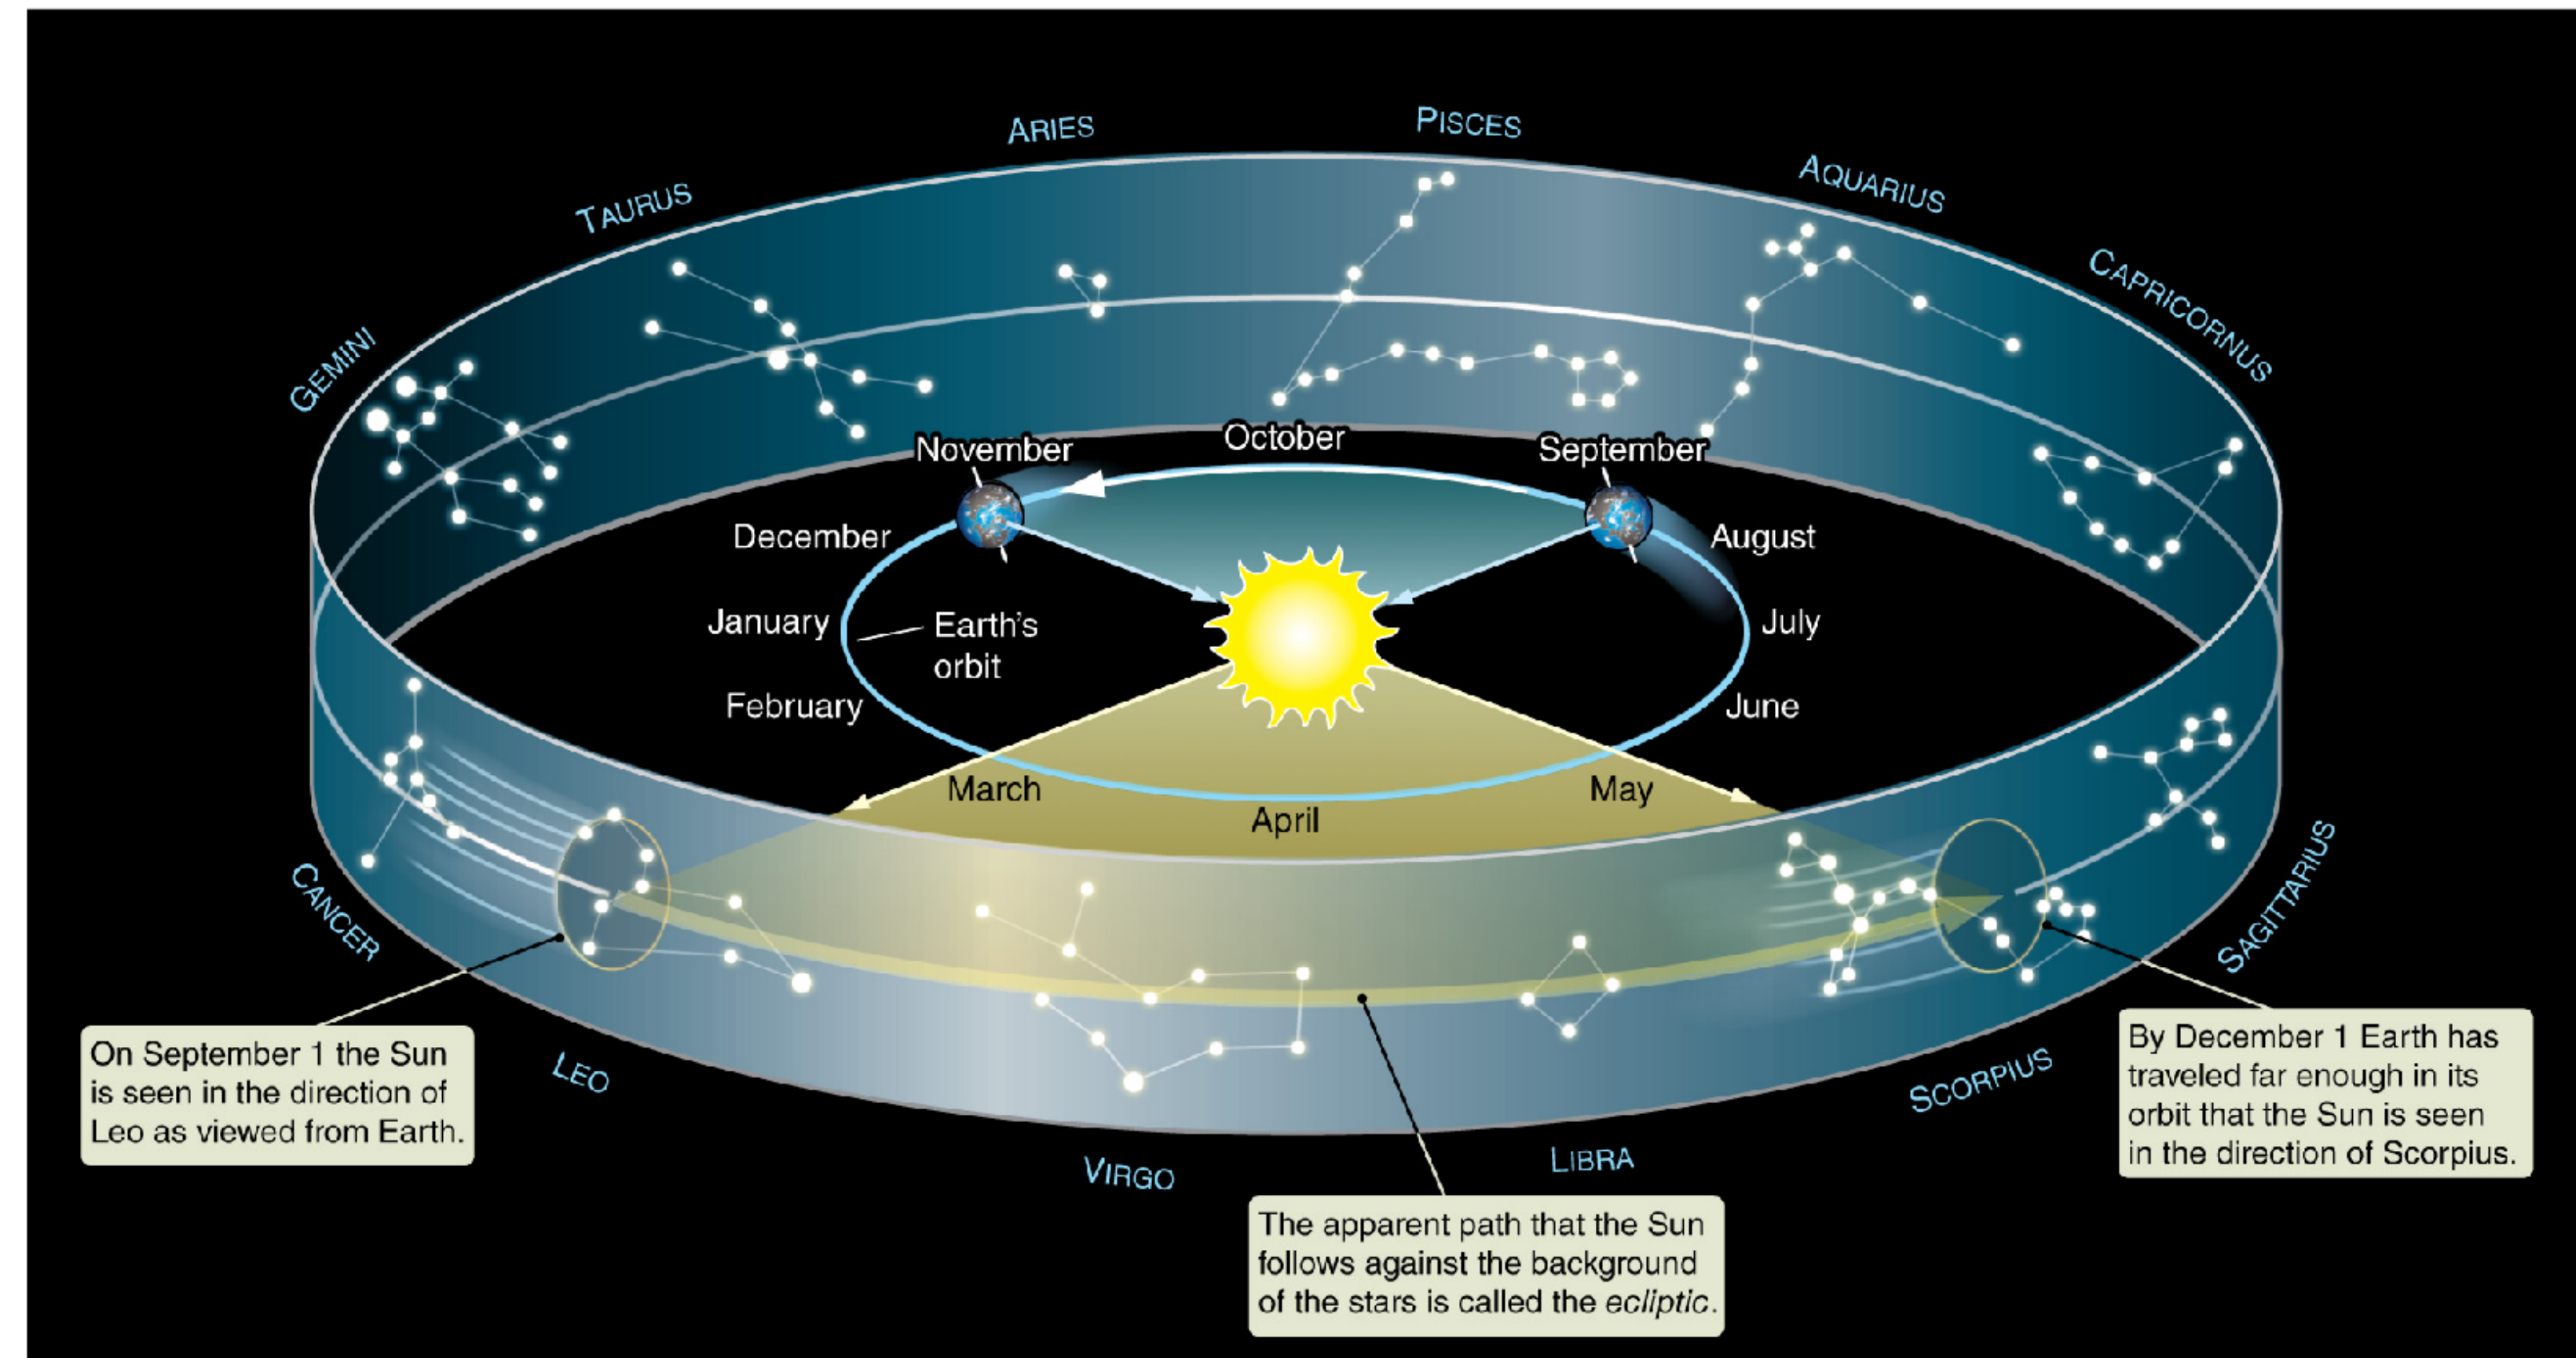 ARIES
PISCES
TAURUS
AQUARIUS
GEMINI
CAPRICORNUS
November
October
September
December
August
January
Earth's
orbit
July
February
June
March
April
May
CANCER
SAGITTARIUS
LEO
SCORPIUS
VIRGO
LIBRA
On September 1 the Sun
is seen in the direction of
Leo as viewed from Earth.
By December 1 Earth has
traveled far enough in its
orbit that the Sun is seen
in the direction of Scorpius.
The apparent path that the Sun
follows against the background
of the stars is called the ecliptic.